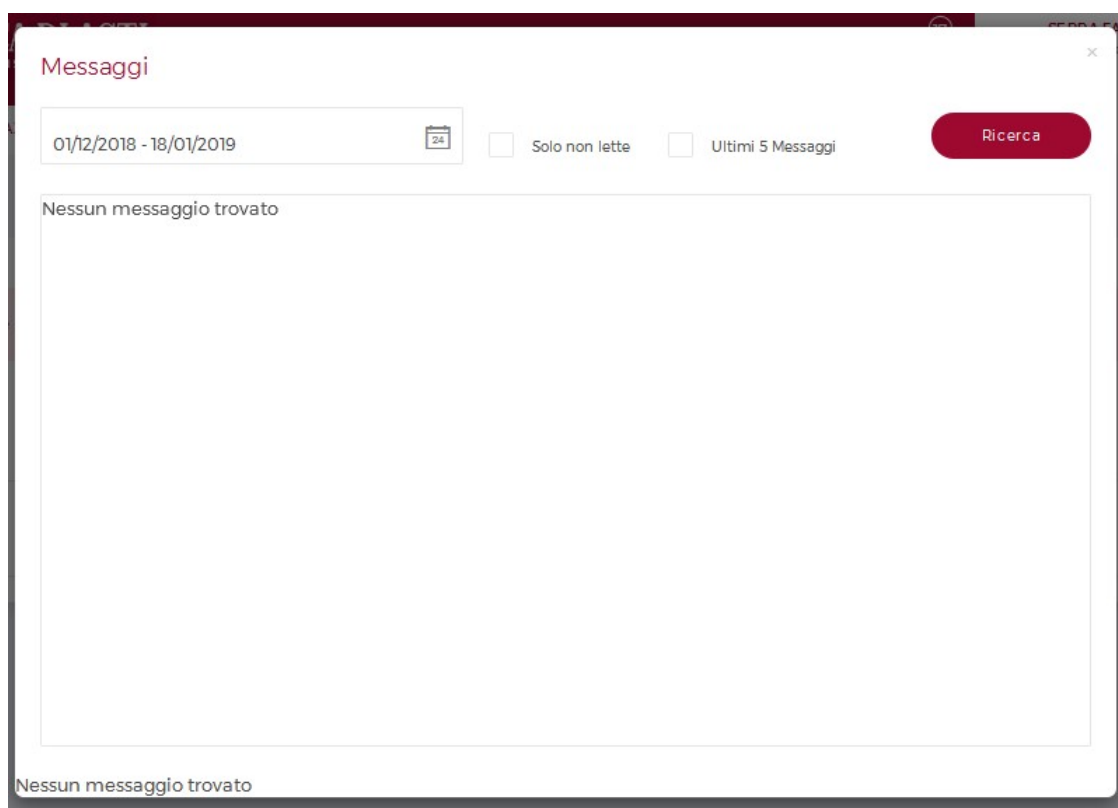 Messaggi
×
01/12/2018 - 18/01/2019
24
Solo non lette
Ultimi 5 Messaggi
Ricerca
Nessun messaggio trovato
Nessun messaggio trovato